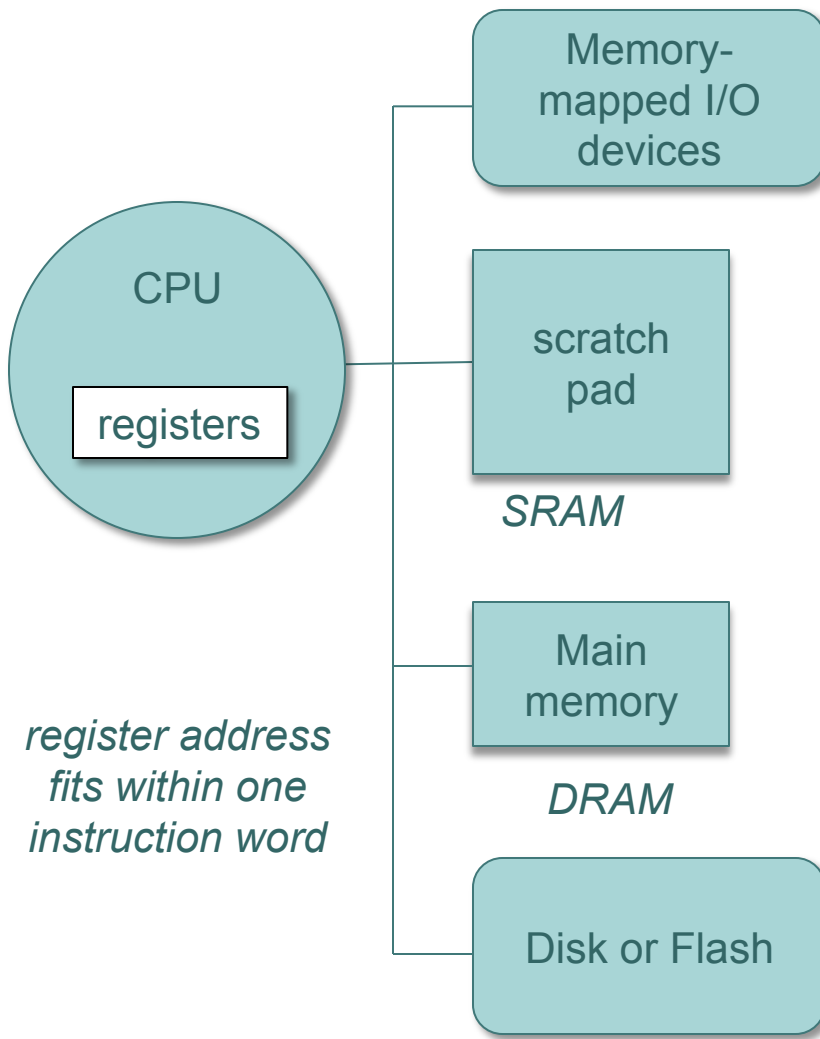 Memory-
mapped I/O
devices
CPU
registers
scratch
pad
SRAM
Main
memory
register address
fits within one
instruction word
DRAM
Disk or Flash